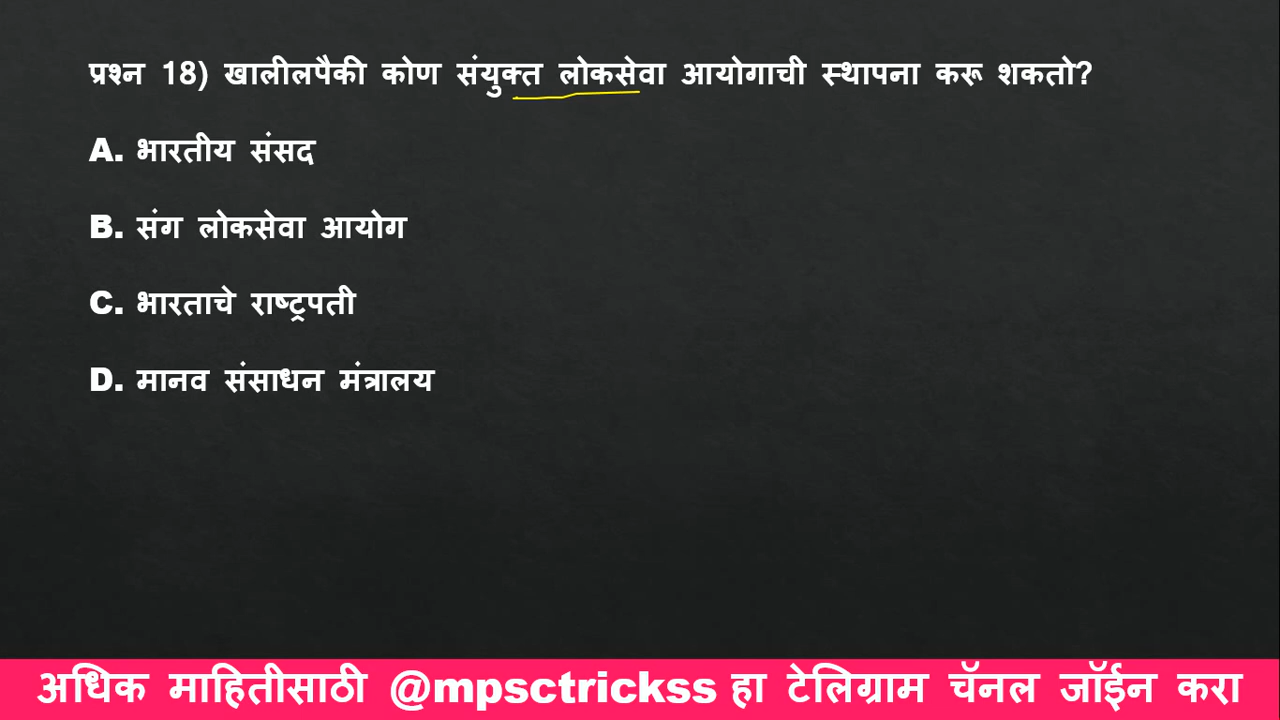 प्रश्न 18) खालीलपैकी कोण संयुक्त लोकसेवा आयोगाची स्थापना करू शकतो?
A. भारतीय संसद
B. संग लोकसेवा आयोग
C. भारताचे राष्ट्रपती
D. मानव संसाधन मंत्रालय
अधिक माहितीसाठी @mpsctrickss हा टेलिग्राम चॅनल जॉईन करा